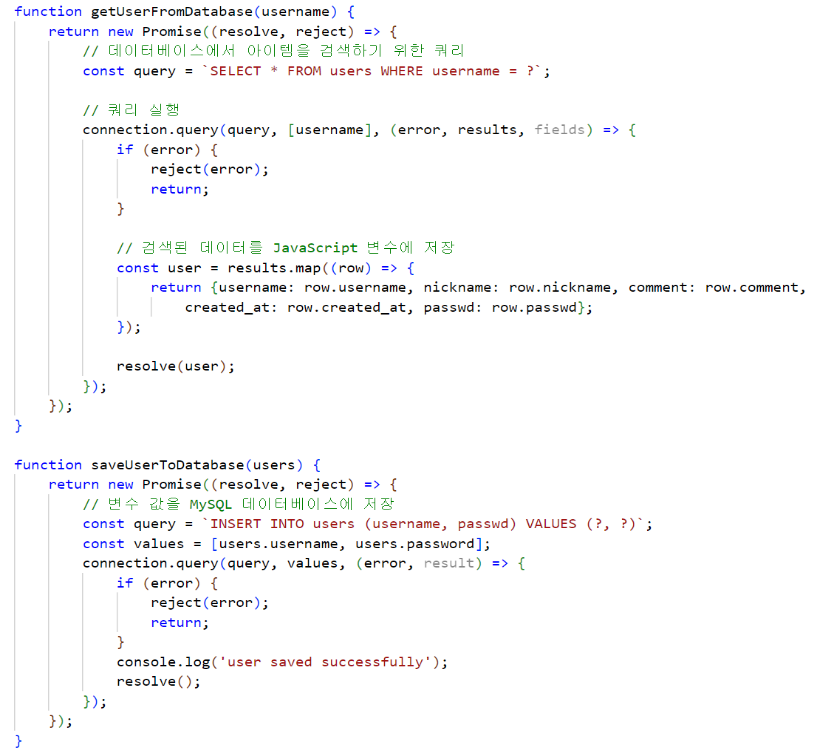 function getUserFromDatabase(username) {
    return new Promise((resolve, reject) => {
        // 데이터베이스에서 아이템을 검색하기 위한 쿼리
        const query = `SELECT * FROM users WHERE username = ?`;

        // 쿼리 실행
        connection.query(query, [username], (error, results, fields) => {
            if (error) {
                reject(error);
                return;
            }

            // 검색된 데이터를 JavaScript 변수에 저장
            const user = results.map((row) => {
                return {username: row.username, nickname: row.nickname, comment: row.comment,
                    created_at: row.created_at, passwd: row.passwd};
            });

            resolve(user);
        });
    });
}

function saveUserToDatabase(users) {
    return new Promise((resolve, reject) => {
        // 변수 값을 MySQL 데이터베이스에 저장
        const query = `INSERT INTO users (username, passwd) VALUES (?, ?)`;
        const values = [users.username, users.password];
        connection.query(query, values, (error, result) => {
            if (error) {
                reject(error);
                return;
            }
            console.log('user saved successfully');
            resolve();
        });
    });
}